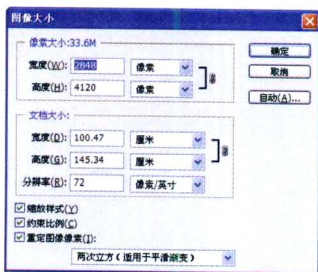 图像大小
像素大小:33.6M
宽度(W): 2848 像素
高度(H): 4120 像素
确定
取消
自动(A)...
文档大小:
宽度(D): 100.47 厘米
高度(G): 145.34 厘米
分辨率(R): 72 像素/英寸
缩放样式(Y)
约束比例(C)
重定图像像素(I):
两次立方（适用于平滑渐变）